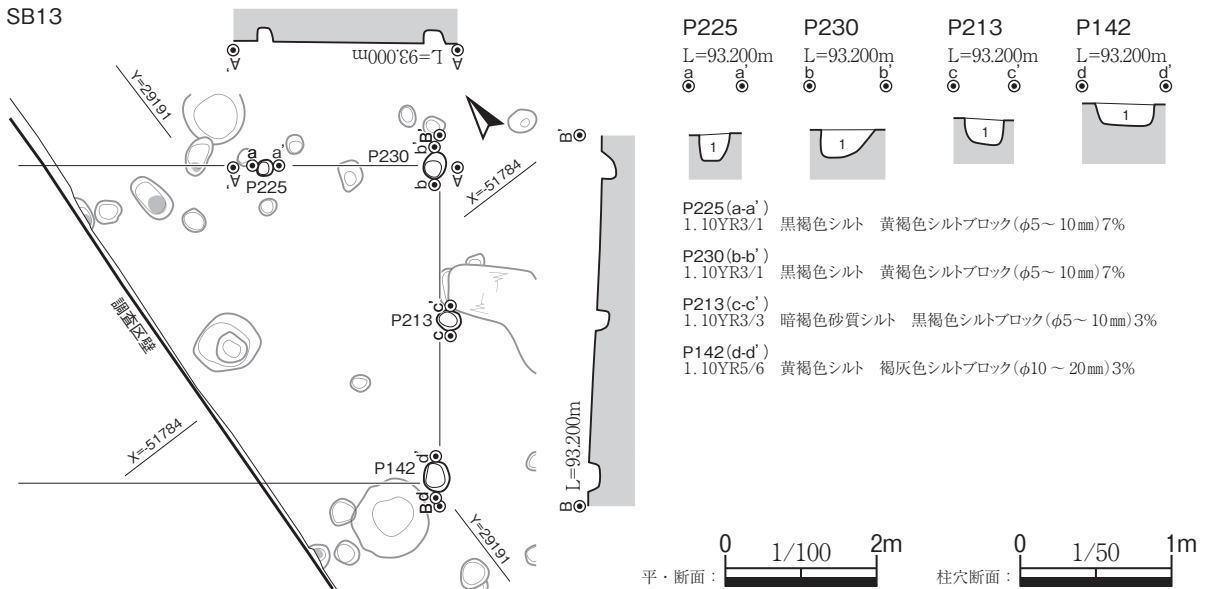 SB13
L=93.000m
A'
A
Y=29191
a
a'
P225
A'
P230
B'
b'
b
A
X=-51784
調査区壁
c'
P213
c
X=-51784
P142
d'
d
B
Y=29191
B'
L=93.200m
B
P225
L=93.200m
a a'
1
P230
b b'
1
P213
L=93.200m
c c'
1
P142
L=93.200m
d d'
1
P225(a-a')
1. 10YR3/1 黒褐色シルト 黄褐色シルトブロック(φ5～10㎜)7%
P230(b-b')
1. 10YR3/1 黒褐色シルト 黄褐色シルトブロック(φ5～10㎜)7%
P213(c-c')
1. 10YR3/3 暗褐色砂質シルト 黒褐色シルトブロック(φ5～10㎜)3%
P142(d-d')
1. 10YR5/6 黄褐色シルト 褐灰色シルトブロック(φ10～20㎜)3%
平・断面： 0 1/100 2m
柱穴断面： 0 1/50 1m